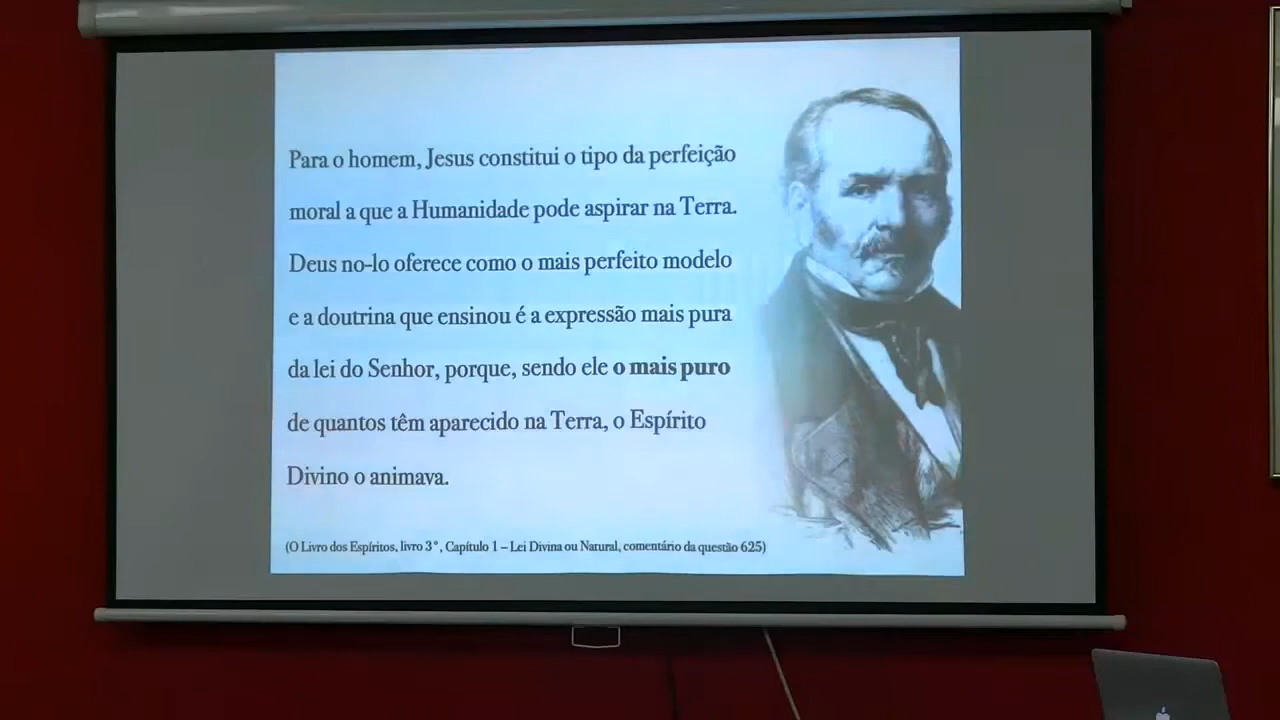 Para o homem, Jesus constitui o tipo da perfeição
moral a que a Humanidade pode aspirar na Terra.
Deus no-lo oferece como o mais perfeito modelo
e a doutrina que ensinou é a expressão mais pura
da lei do Senhor, porque, sendo ele o mais puro
de quantos têm aparecido na Terra, o Espírito
Divino o animava.
(O Livro dos Espíritos, livro 3°, Capítulo 1 – Lei Divina ou Natural, comentário da questão 625)